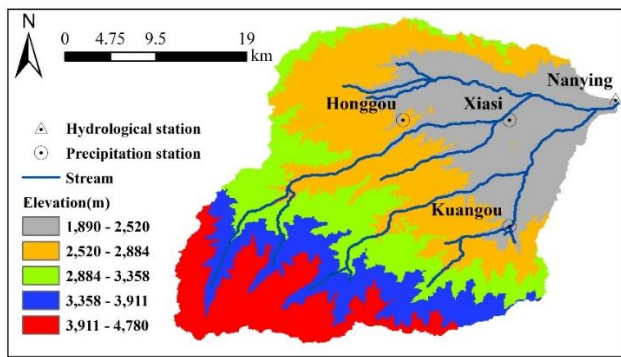 N
0 4.75 9.5 19
km
Nanying
Honggou
Xiasi
Hydrological station
Precipitation station
Stream
Kuangou
Elevation(m)
1,890 - 2,520
2,520 - 2,884
2,884 - 3,358
3,358 - 3,911
3,911 - 4,780